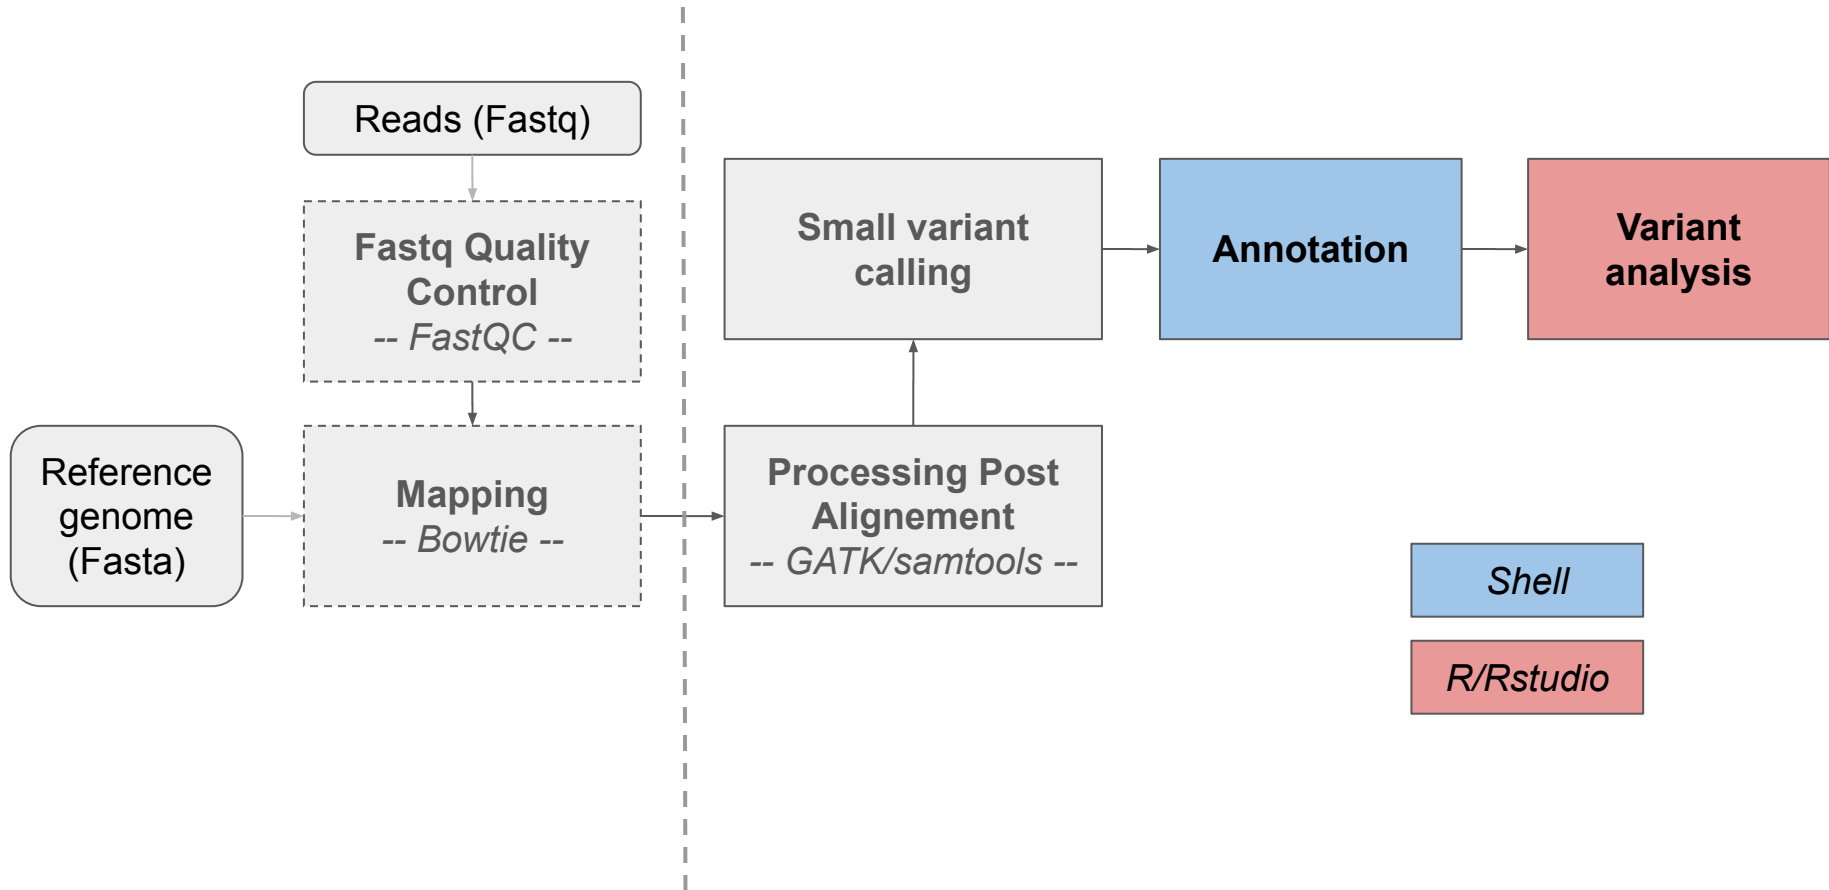 Reads (Fastq)
Fastq Quality
Control
-- FastQC --
Reference
genome
(Fasta)
Mapping
-- Bowtie --
Processing Post
Alignement
-- GATK/samtools --
Small variant
calling
Annotation
Variant
analysis
Shell
R/Rstudio